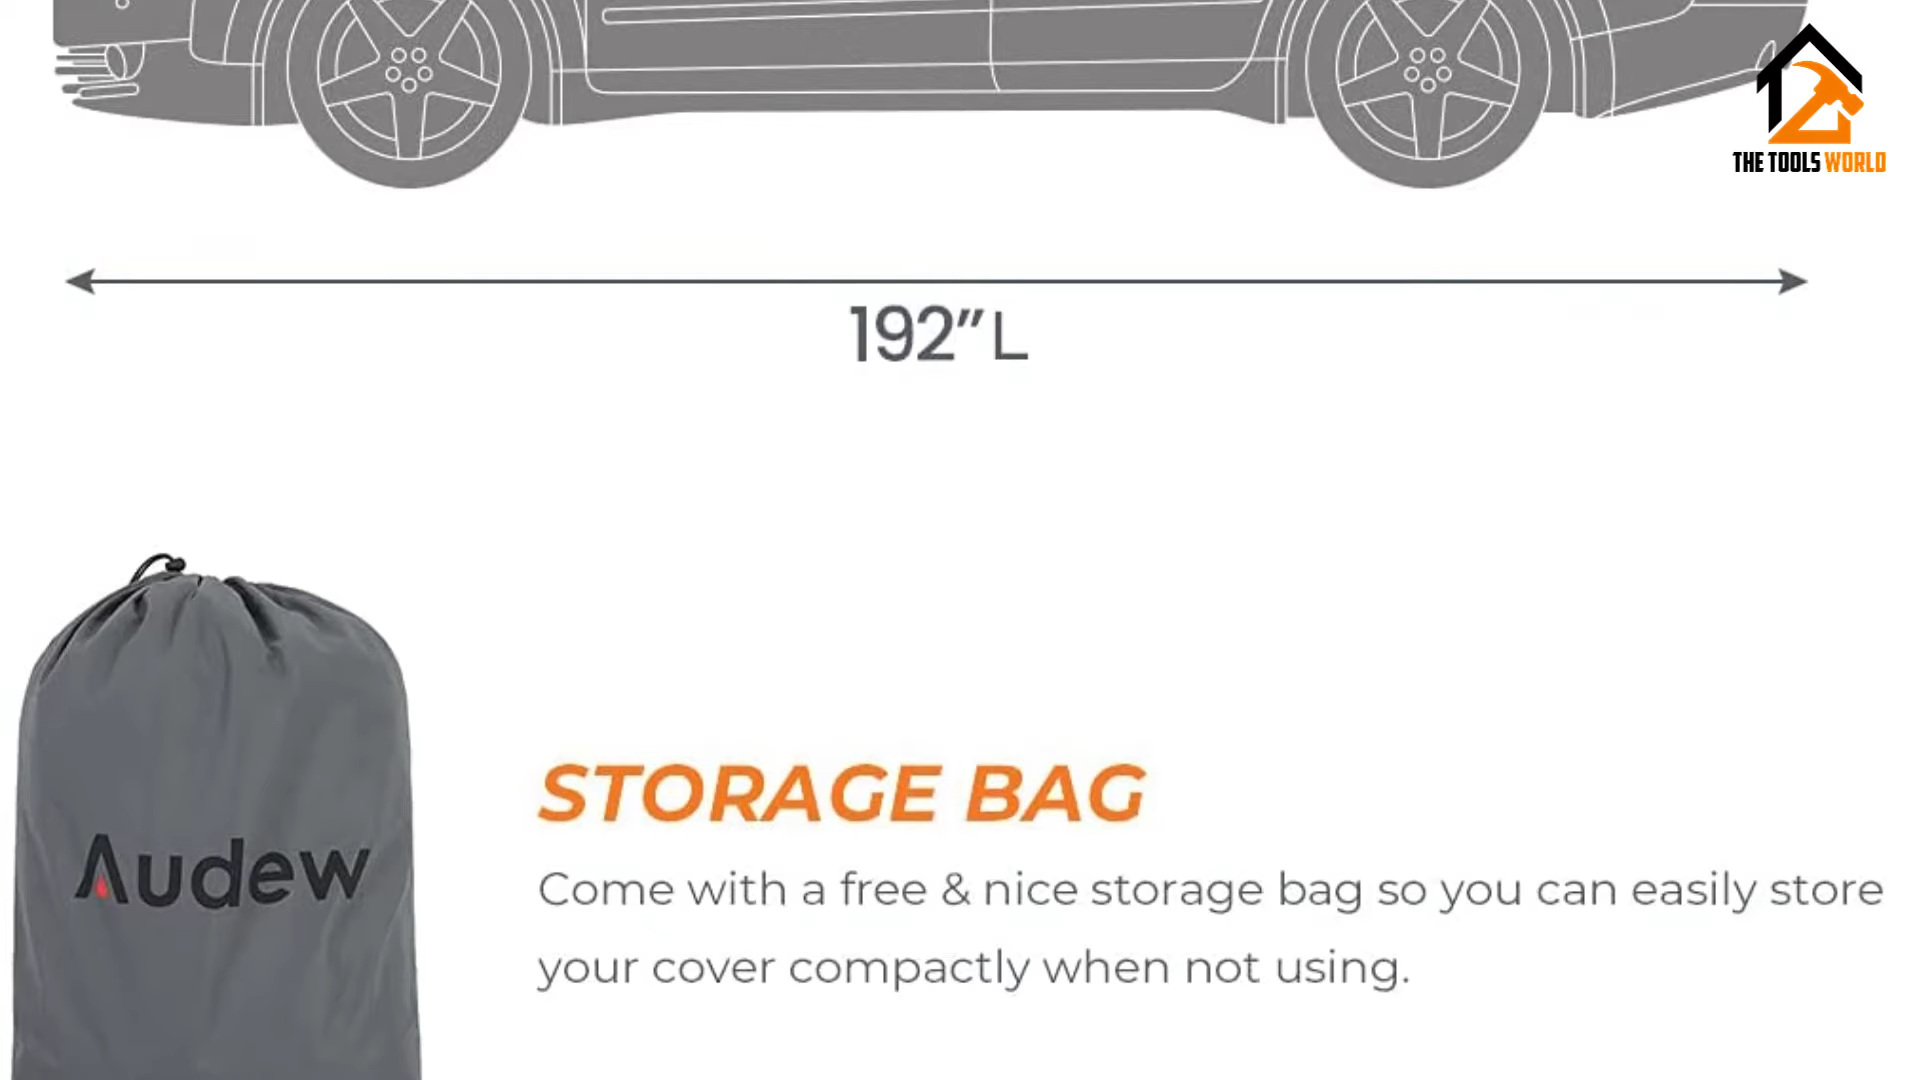 THE TOOLS WORLD
192” L
Audew
STORAGE BAG
Come with a free & nice storage bag so you can easily store
your cover compactly when not using.